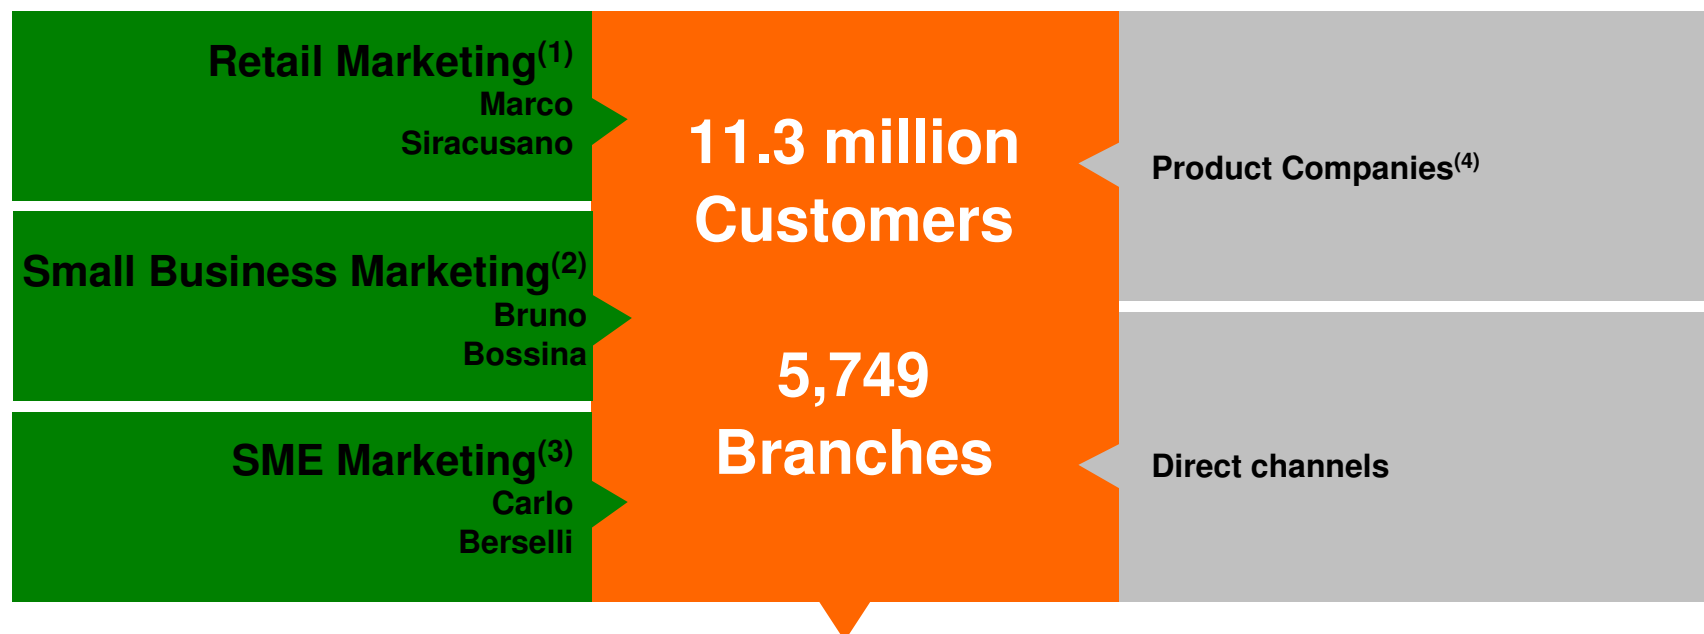 Retail Marketing(1)
Marco
Siracusano
Small Business Marketing(2)
Bruno
Bossina
SME Marketing(3)
Carlo
Berselli
11.3 million
Customers
5,749
Branches
Product Companies(4)
Direct channels